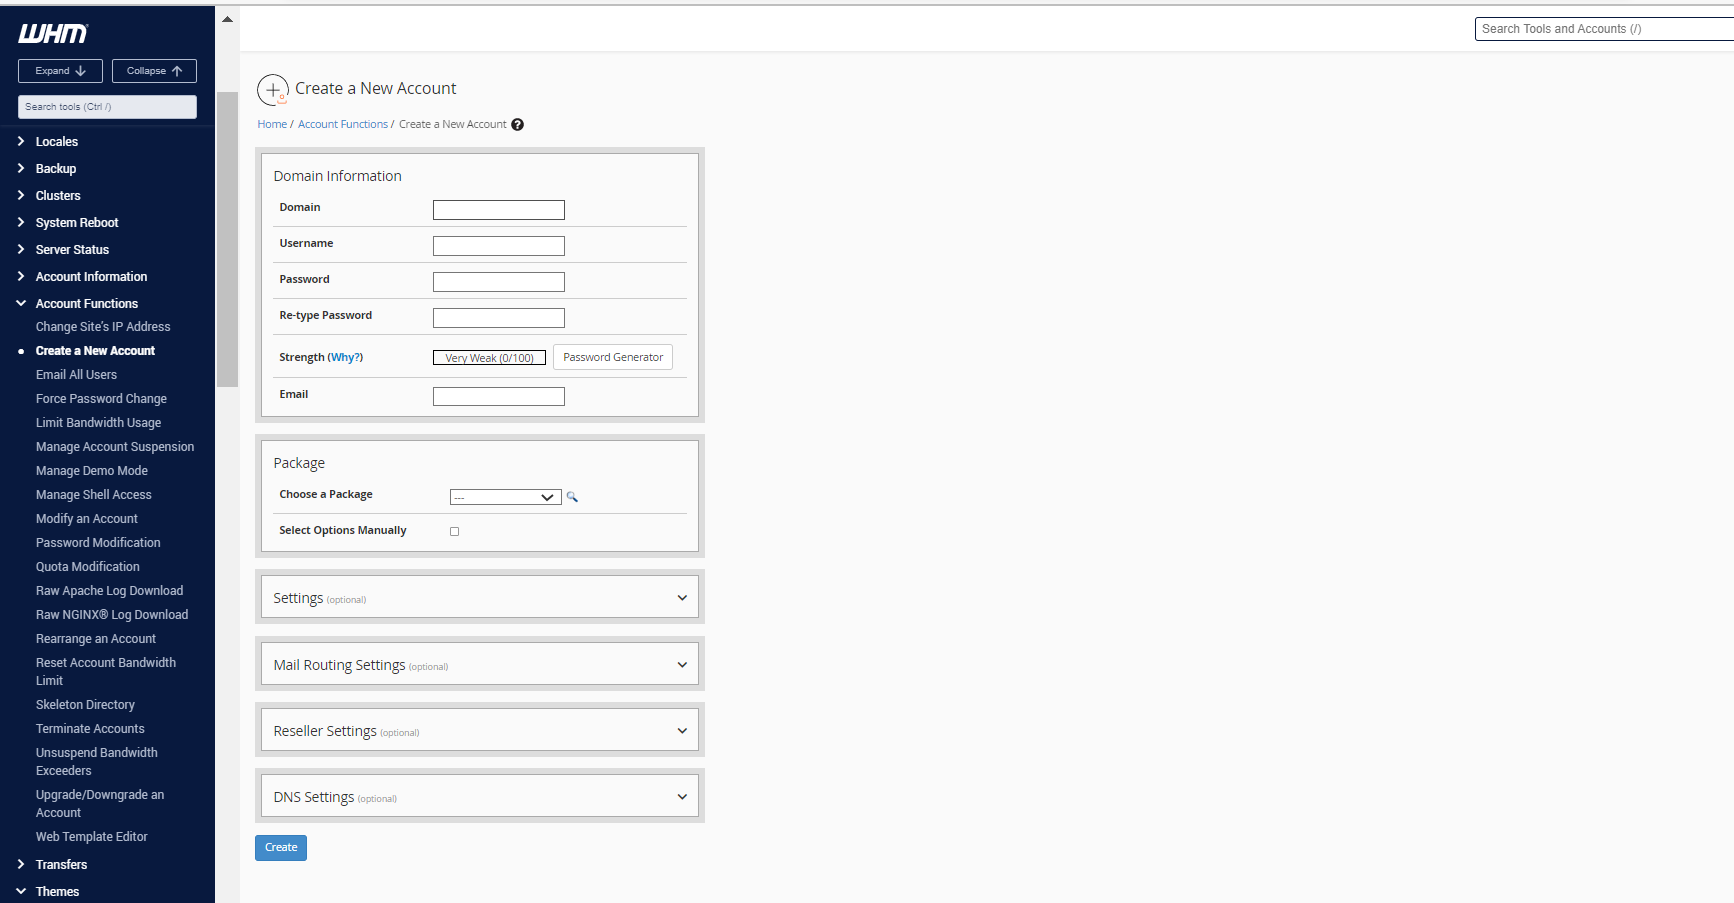 WHM
Expand
Collapse
Search tools (Ctrl /)
Locales
Backup
Clusters
System Reboot
Server Status
Account Information
Account Functions
Change Site's IP Address
Create a New Account
Email All Users
Force Password Change
Limit Bandwidth Usage
Manage Account Suspension
Manage Demo Mode
Manage Shell Access
Modify an Account
Password Modification
Quota Modification
Raw Apache Log Download
Raw NGINX® Log Download
Rearrange an Account
Reset Account Bandwidth
Limit
Skeleton Directory
Terminate Accounts
Unsuspend Bandwidth
Exceeders
Upgrade/Downgrade an
Account
Web Template Editor
Transfers
Themes
Search Tools and Accounts (/)
Create a New Account
Home / Account Functions / Create a New Account ?
Domain Information
Domain
Username
Password
Re-type Password
Strength (Why?) Very Weak (0/100) Password Generator
Email
Package
Choose a Package ---
Select Options Manually
Settings (optional)
Mail Routing Settings (optional)
Reseller Settings (optional)
DNS Settings (optional)
Create